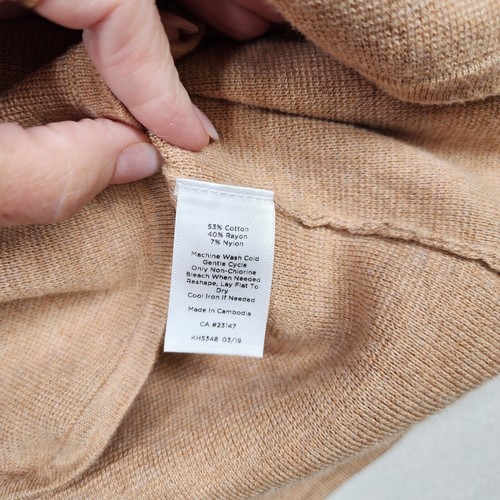 53% Cotton
40% Rayon
7% Nylon
Machine Wash Cold
Gentle Cycle
Only Non-Chlorine
Bleach When Needed
Reshape, Lay Flat To
Dry
Cool Iron If Needed
Made In Cambodia
CA #23147
KH5348 03/19